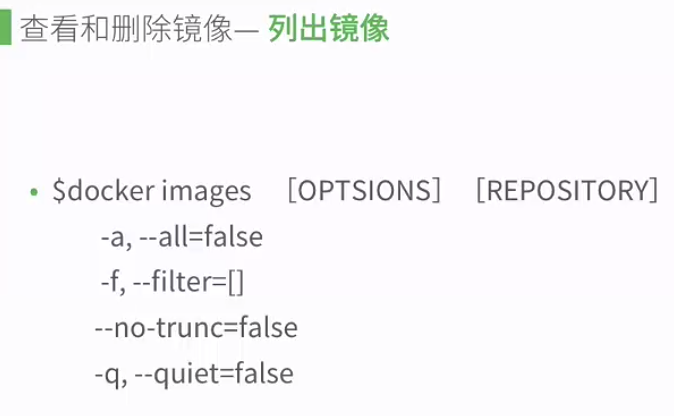 查看和删除镜像— 列出镜像
• $docker images [OPTSIONS] [REPOSITORY]
-a, --all=false
-f, --filter=[]
--no-trunc=false
-q, --quiet=false